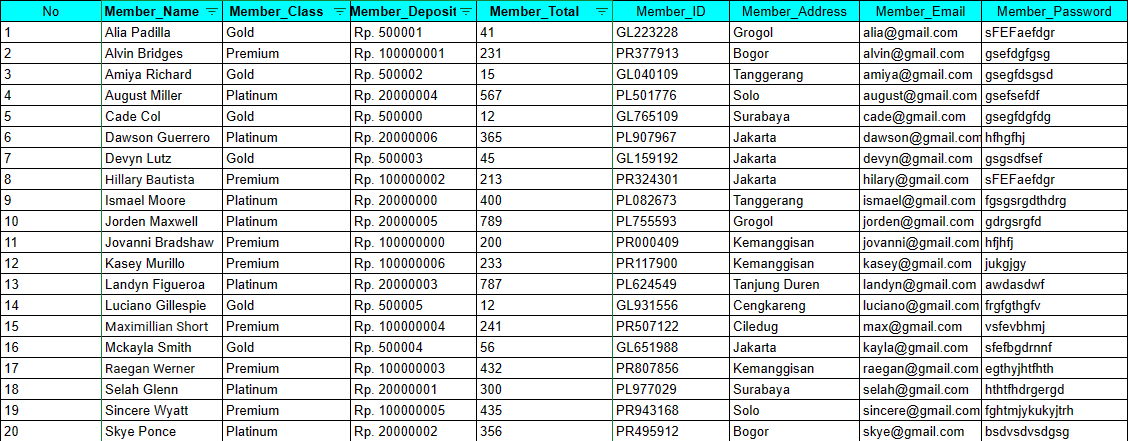 No Member_Name Member_Class Member_Deposit Member_Total Member_ID Member_Address Member_Email Member_Password
1 Alia Padilla Gold Rp. 500001 41 GL223228 Grogol alia@gmail.com sFEFaefdgr
2 Alvin Bridges Premium Rp. 100000001 231 PR377913 Bogor alvin@gmail.com gsefdgfgsg
3 Amiya Richard Gold Rp. 500002 15 GL040109 Tanggerang amiya@gmail.com gsegfdsgsd
4 August Miller Platinum Rp. 20000004 567 PL501776 Solo august@gmail.com gsefsefdf
5 Cade Col Gold Rp. 500000 12 GL765109 Surabaya cade@gmail.com gsegfdgfdg
6 Dawson Guerrero Platinum Rp. 20000006 365 PL907967 Jakarta dawson@gmail.com hfhgfhj
7 Devyn Lutz Gold Rp. 500003 45 GL159192 Jakarta devyn@gmail.com gsgsdfsef
8 Hillary Bautista Premium Rp. 100000002 213 PR324301 Jakarta hilary@gmail.com sFEFaefdgr
9 Ismael Moore Platinum Rp. 20000000 400 PL082673 Tanggerang ismael@gmail.com fgsgsrgdthdrg
10 Jorden Maxwell Platinum Rp. 20000005 789 PL755593 Grogol jorden@gmail.com gdrgsrgfd
11 Jovanni Bradshaw Premium Rp. 100000000 200 PR000409 Kemanggisan jovanni@gmail.com hfjhfj
12 Kasey Murillo Premium Rp. 100000006 233 PR117900 Kemanggisan kasey@gmail.com jukgjgy
13 Landyn Figueroa Platinum Rp. 20000003 787 PL624549 Tanjung Duren landyn@gmail.com awdasdwf
14 Luciano Gillespie Gold Rp. 500005 12 GL931556 Cengkareng luciano@gmail.com frgfgthgfv
15 Maximillian Short Premium Rp. 100000004 241 PR507122 Ciledug max@gmail.com vsfevbhmj
16 Mckayla Smith Gold Rp. 500004 56 GL651988 Jakarta kayla@gmail.com sfefbgdrnnf
17 Raegan Werner Premium Rp. 100000003 432 PR807856 Kemanggisan raegan@gmail.com egthyjhtfhth
18 Selah Glenn Platinum Rp. 20000001 300 PL977029 Surabaya selah@gmail.com hthtfhdrgergd
19 Sincere Wyatt Premium Rp. 100000005 435 PR943168 Solo sincere@gmail.com fghtmjykukyjtrh
20 Skye Ponce Platinum Rp. 20000002 356 PR495912 Bogor skye@gmail.com bsdvsdvsdgsg